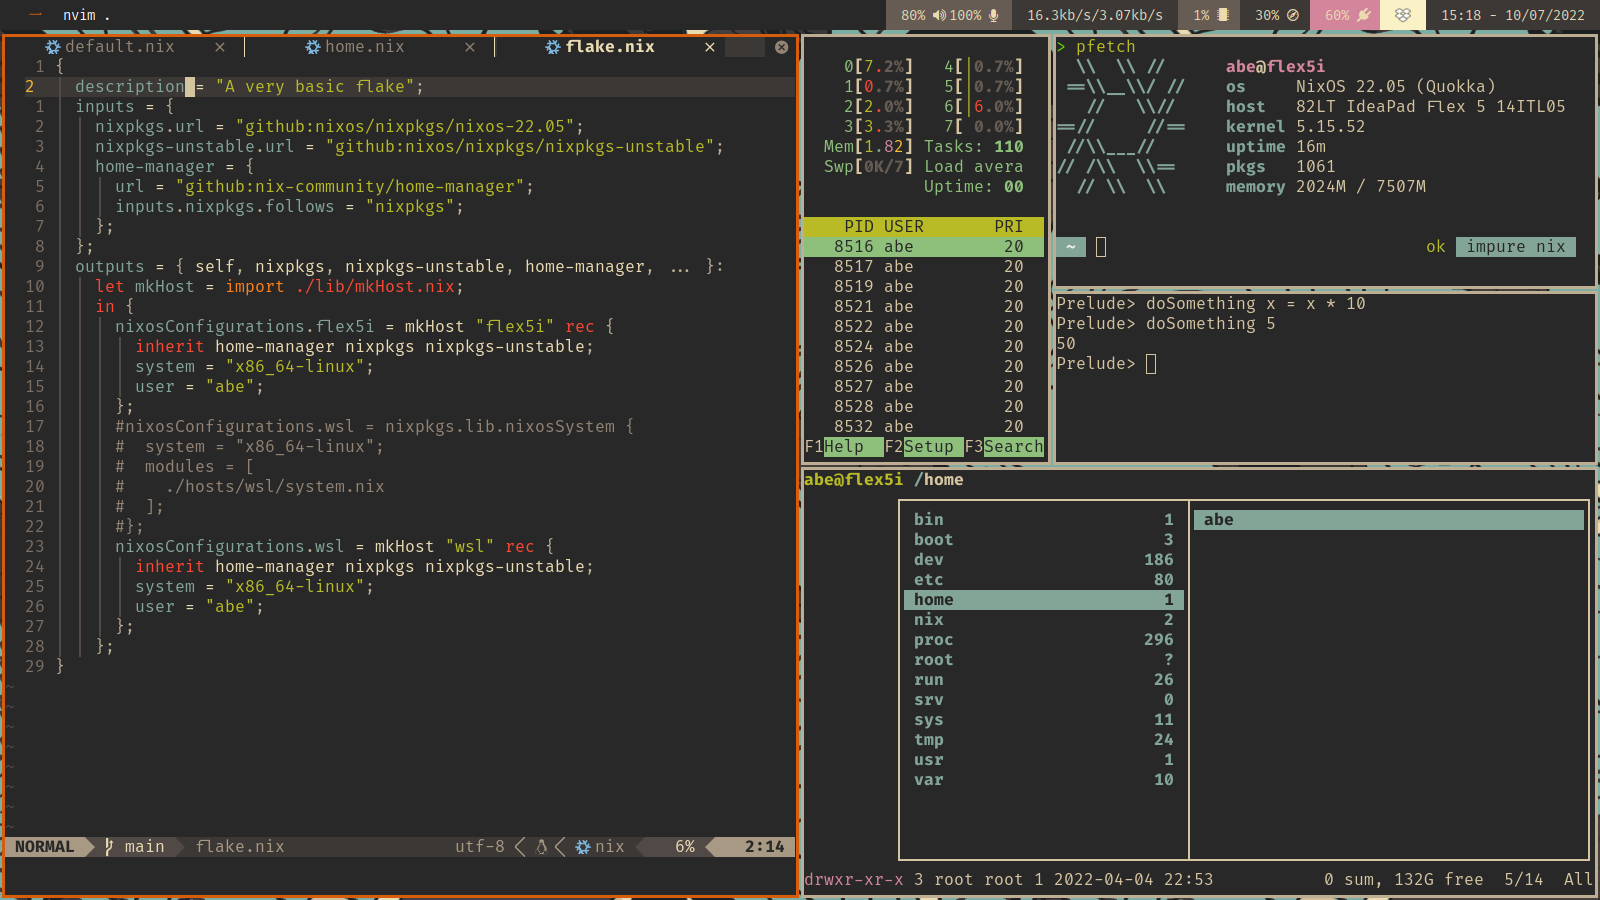 一 nvim .
80% 100% 16.3kb/s/3.07kb/s 1% 30% 60% 15:18 - 10/07/2022
default.nix × home.nix × flake.nix ×
1 {
2 description = "A very basic flake";
1 inputs = {
2 nixpkgs.url = "github:nixos/nixpkgs/nixos-22.05";
3 nixpkgs-unstable.url = "github:nixos/nixpkgs/nixpkgs-unstable";
4 home-manager = {
5 url = "github:nix-community/home-manager";
6 inputs.nixpkgs.follows = "nixpkgs";
7 };
8 };
9 outputs = { self, nixpkgs, nixpkgs-unstable, home-manager, ... }:
10 let mkHost = import ./lib/mkHost.nix;
11 in {
12 nixosConfigurations.flex5i = mkHost "flex5i" rec {
13 inherit home-manager nixpkgs nixpkgs-unstable;
14 system = "x86_64-linux";
15 user = "abe";
16 };
17 #nixosConfigurations.wsl = nixpkgs.lib.nixosSystem {
18 # system = "x86_64-linux";
19 # modules = [
20 # ./hosts/wsl/system.nix
21 # ];
22 #};
23 nixosConfigurations.wsl = mkHost "wsl" rec {
24 inherit home-manager nixpkgs nixpkgs-unstable;
25 system = "x86_64-linux";
26 user = "abe";
27 };
28 };
29 }
~
~
~
~
~
~
~
~
NORMAL main flake.nix utf-8 nix 6% 2:14
0[7.2%] 4[|0.7%]
1[0.7%] 5[|0.7%]
2[2.0%] 6[|6.0%]
3[3.3%] 7[ 0.0%]
Mem[1.82] Tasks: 110
Swp[0K/7] Load avera
Uptime: 00
PID USER PRI
8516 abe 20
8517 abe 20
8519 abe 20
8521 abe 20
8522 abe 20
8524 abe 20
8526 abe 20
8527 abe 20
8528 abe 20
8532 abe 20
F1Help F2Setup F3Search
> pfetch
\\ \\ // abe@flex5i
==\\__\\/ // os NixOS 22.05 (Quokka)
// \\// host 82LT IdeaPad Flex 5 14ITL05
==// //== kernel 5.15.52
//\\___// uptime 16m
// /\\ \\== pkgs 1061
// \\ \\ memory 2024M / 7507M
~ ok impure nix
Prelude> doSomething x = x * 10
Prelude> doSomething 5
50
Prelude>
abe@flex5i /home
bin 1
boot 3
dev 186
etc 80
home 1
nix 2
proc 296
root ?
run 26
srv 0
sys 11
tmp 24
usr 1
var 10
abe
drwxr-xr-x 3 root root 1 2022-04-04 22:53 0 sum, 132G free 5/14 All